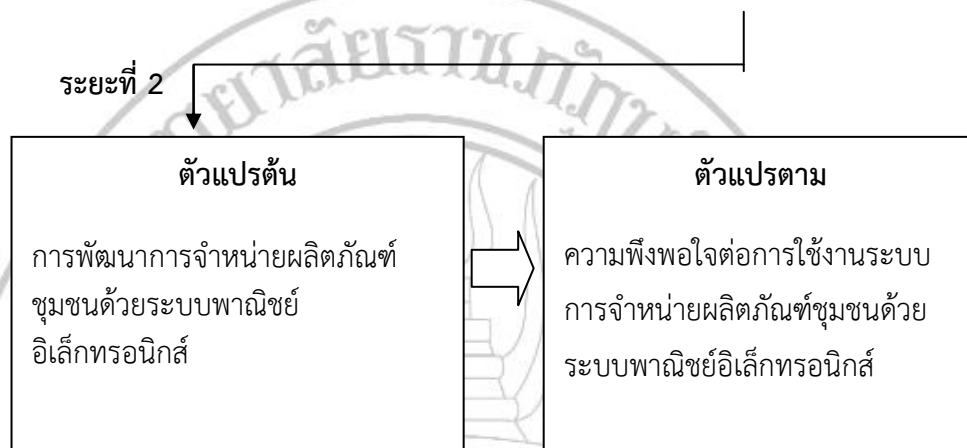 ระยะที่ 2
ตัวแปรต้น
การพัฒนาการจำหน่ายผลิตภัณฑ์
ชุมชนด้วยระบบพาณิชย์
อิเล็กทรอนิกส์
ตัวแปรตาม
ความพึงพอใจต่อการใช้งานระบบ
การจำหน่ายผลิตภัณฑ์ชุมชนด้วย
ระบบพาณิชย์อิเล็กทรอนิกส์